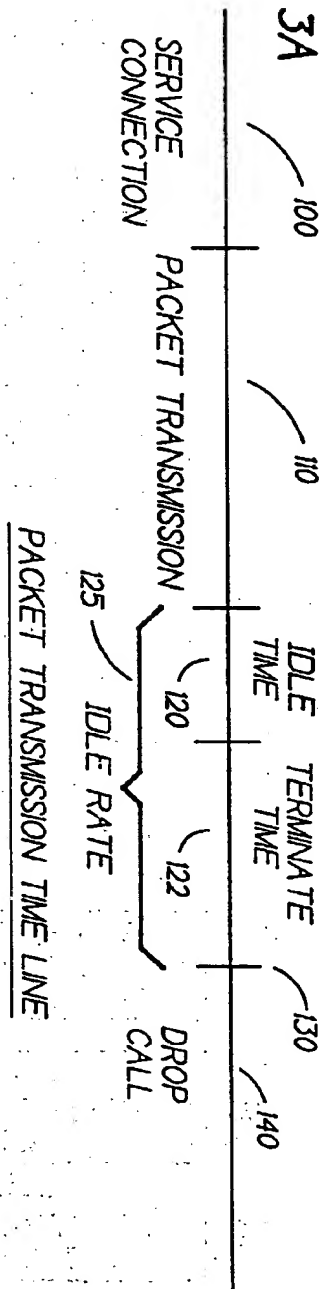 3A
100
110
IDLE
TIME
TERMINATE
TIME
130
140
SERVICE
CONNECTION
PACKET TRANSMISSION
120
122
DROP
CALL
125
IDLE RATE
PACKET TRANSMISSION TIME LINE